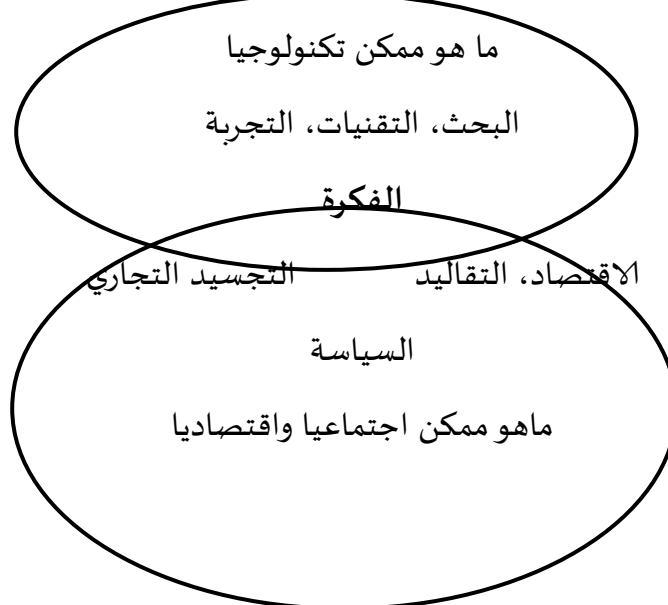 ما هو ممكن تكنولوجيا
البحث، التقنيات، التجربة
الفكرة
الاقتصاد، التقاليد التجسيد التجاري
السياسة
ماهو ممكن اجتماعيا واقتصاديا